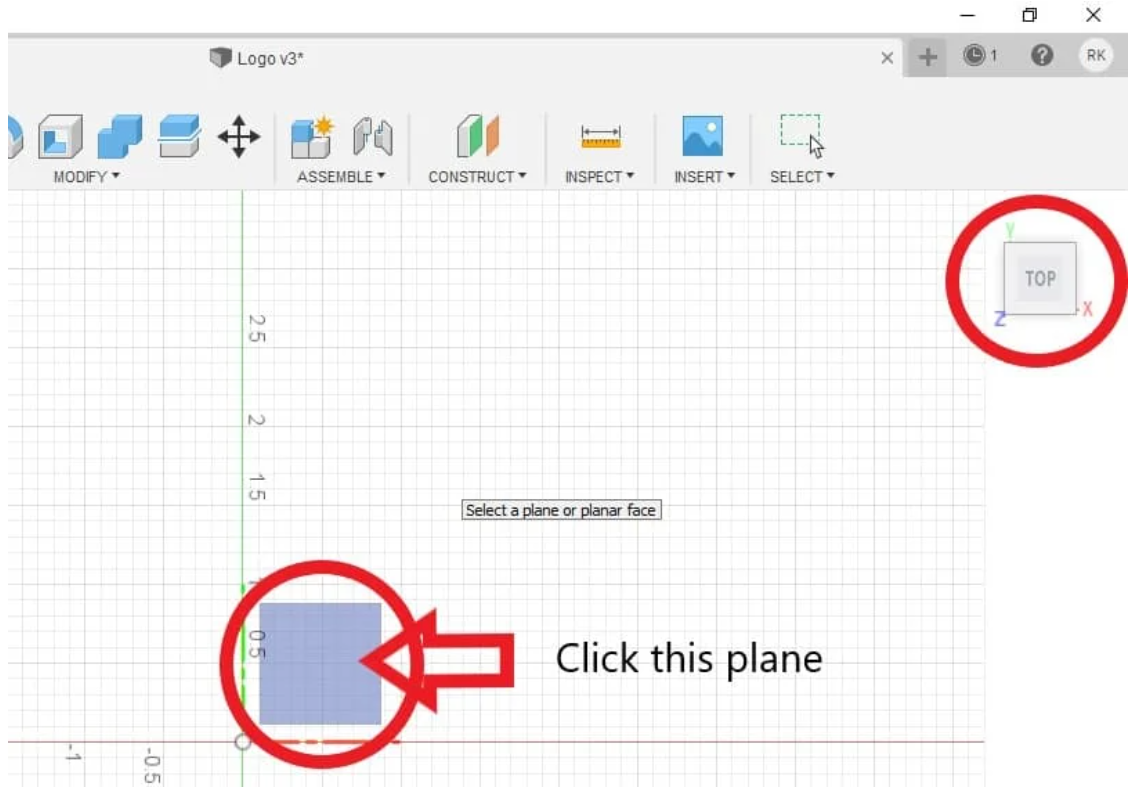 Logo v3*
1
RK
MODIFY
ASSEMBLE
CONSTRUCT
INSPECT
INSERT
SELECT
Y
TOP
X
Z
2.5
2
1.5
Select a plane or planar face
1
0.5
Click this plane
-1
-0.5